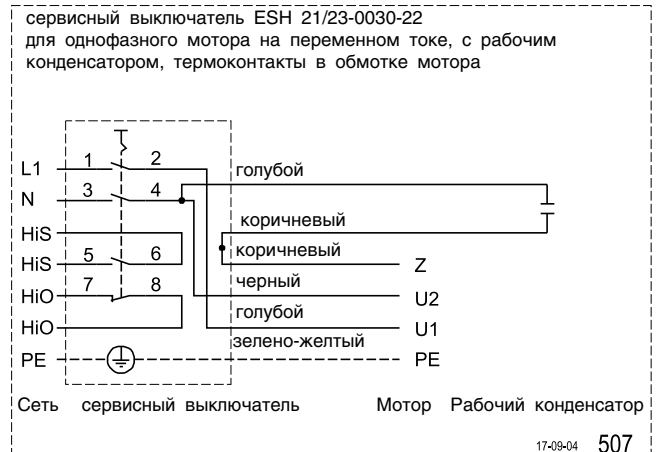 сервисный выключатель ESH 21/23-0030-22
для однофазного мотора на переменном токе, с рабочим
конденсатором, термоконтакты в обмотке мотора
L1 1 2 голубой
N 3 4
HiS коричневый
HiS 5 6 коричневый Z
HiO 7 8 черный U2
HiO голубой U1
PE зелено-желтый PE
Сеть сервисный выключатель Мотор Рабочий конденсатор
17-09-04 507